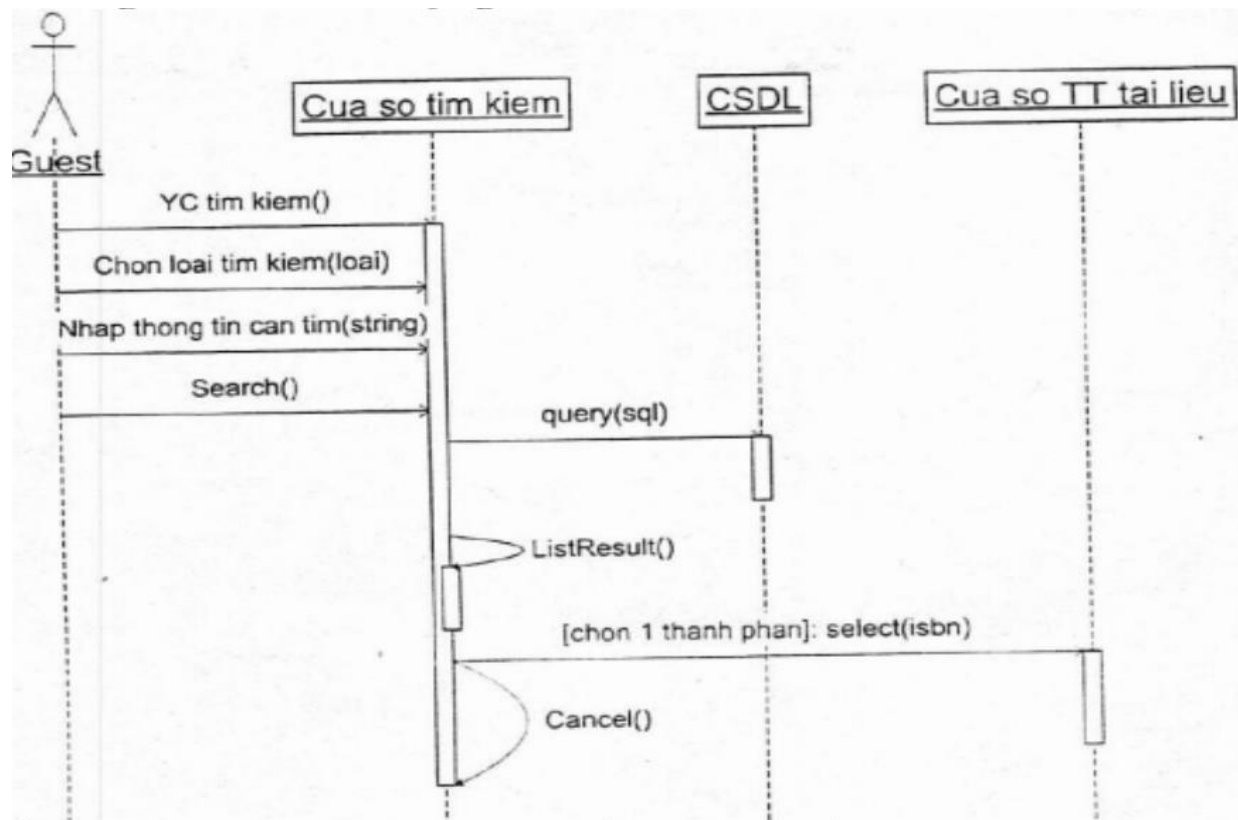 Cua so tim kiem
CSDL
Cua so TT tai lieu
Guest
YC tim kiem()
Chon loai tim kiem(loai)
Nhap thong tin can tim(string)
Search()
query(sql)
ListResult()
[chon 1 thanh phan]: select(isbn)
Cancel()